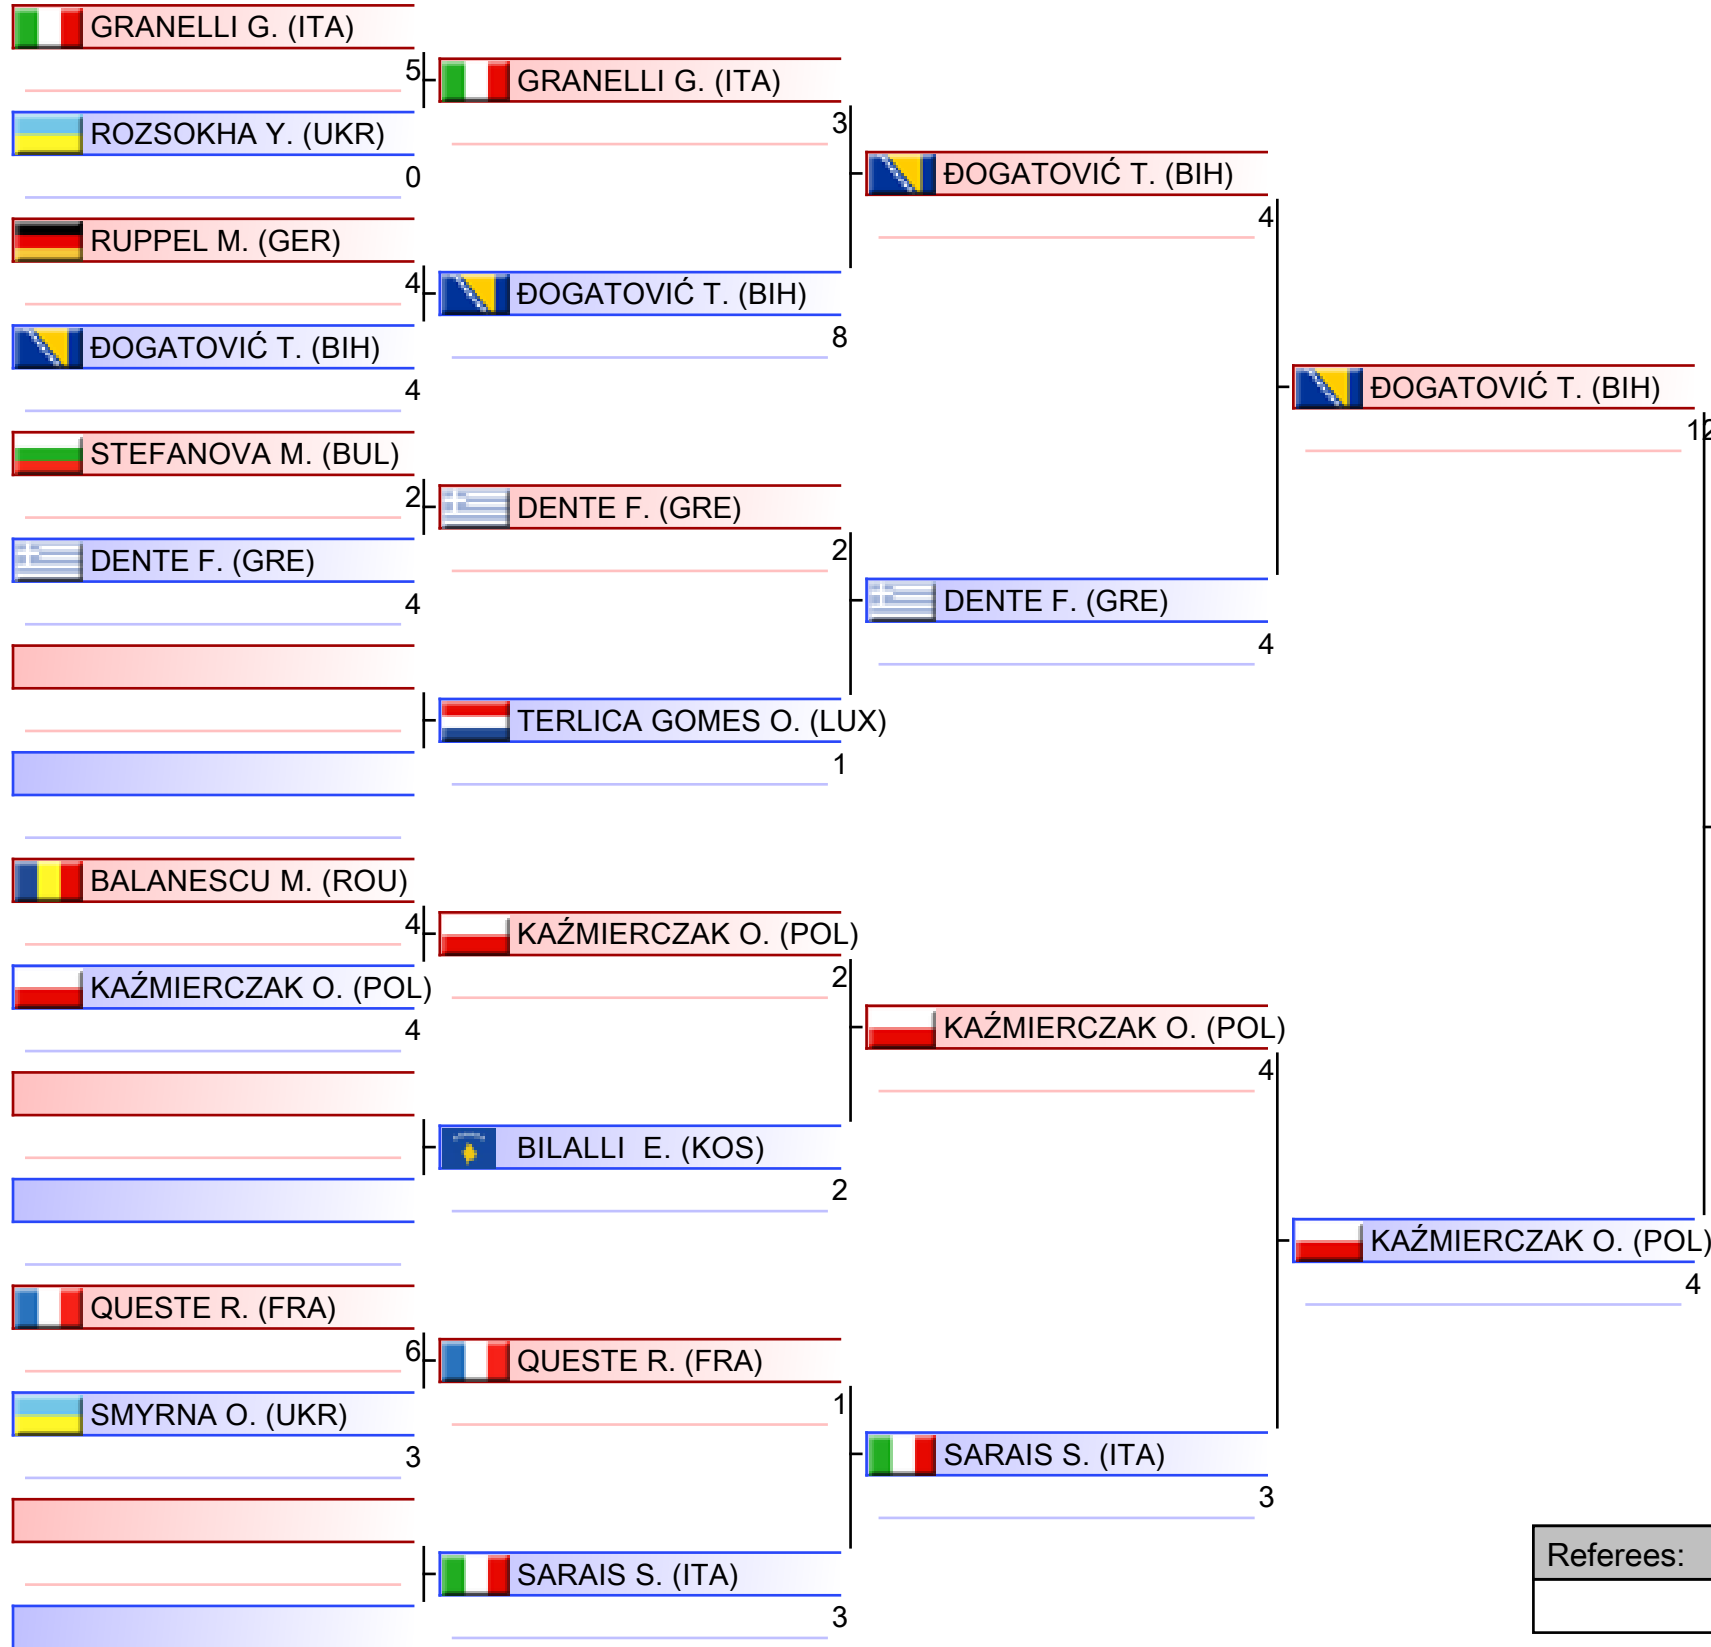 GRANELLI G. (ITA)
5
ROZSOKHA Y. (UKR)
0
RUPPEL M. (GER)
4
ĐOGATOVIĆ T. (BIH)
4
STEFANOVA M. (BUL)
2
DENTE F. (GRE)
4
BALANESCU M. (ROU)
4
KAŹMIERCZAK O. (POL)
4
QUESTE R. (FRA)
6
SMYRNA O. (UKR)
3
GRANELLI G. (ITA)
3
ĐOGATOVIĆ T. (BIH)
8
DENTE F. (GRE)
2
TERLICA GOMES O. (LUX)
1
KAŹMIERCZAK O. (POL)
2
BILALLI  E. (KOS)
2
QUESTE R. (FRA)
1
SARAIS S. (ITA)
3
ĐOGATOVIĆ T. (BIH)
4
DENTE F. (GRE)
4
KAŹMIERCZAK O. (POL)
4
SARAIS S. (ITA)
3
ĐOGATOVIĆ T. (BIH)
12
KAŹMIERCZAK O. (POL)
4
Referees: